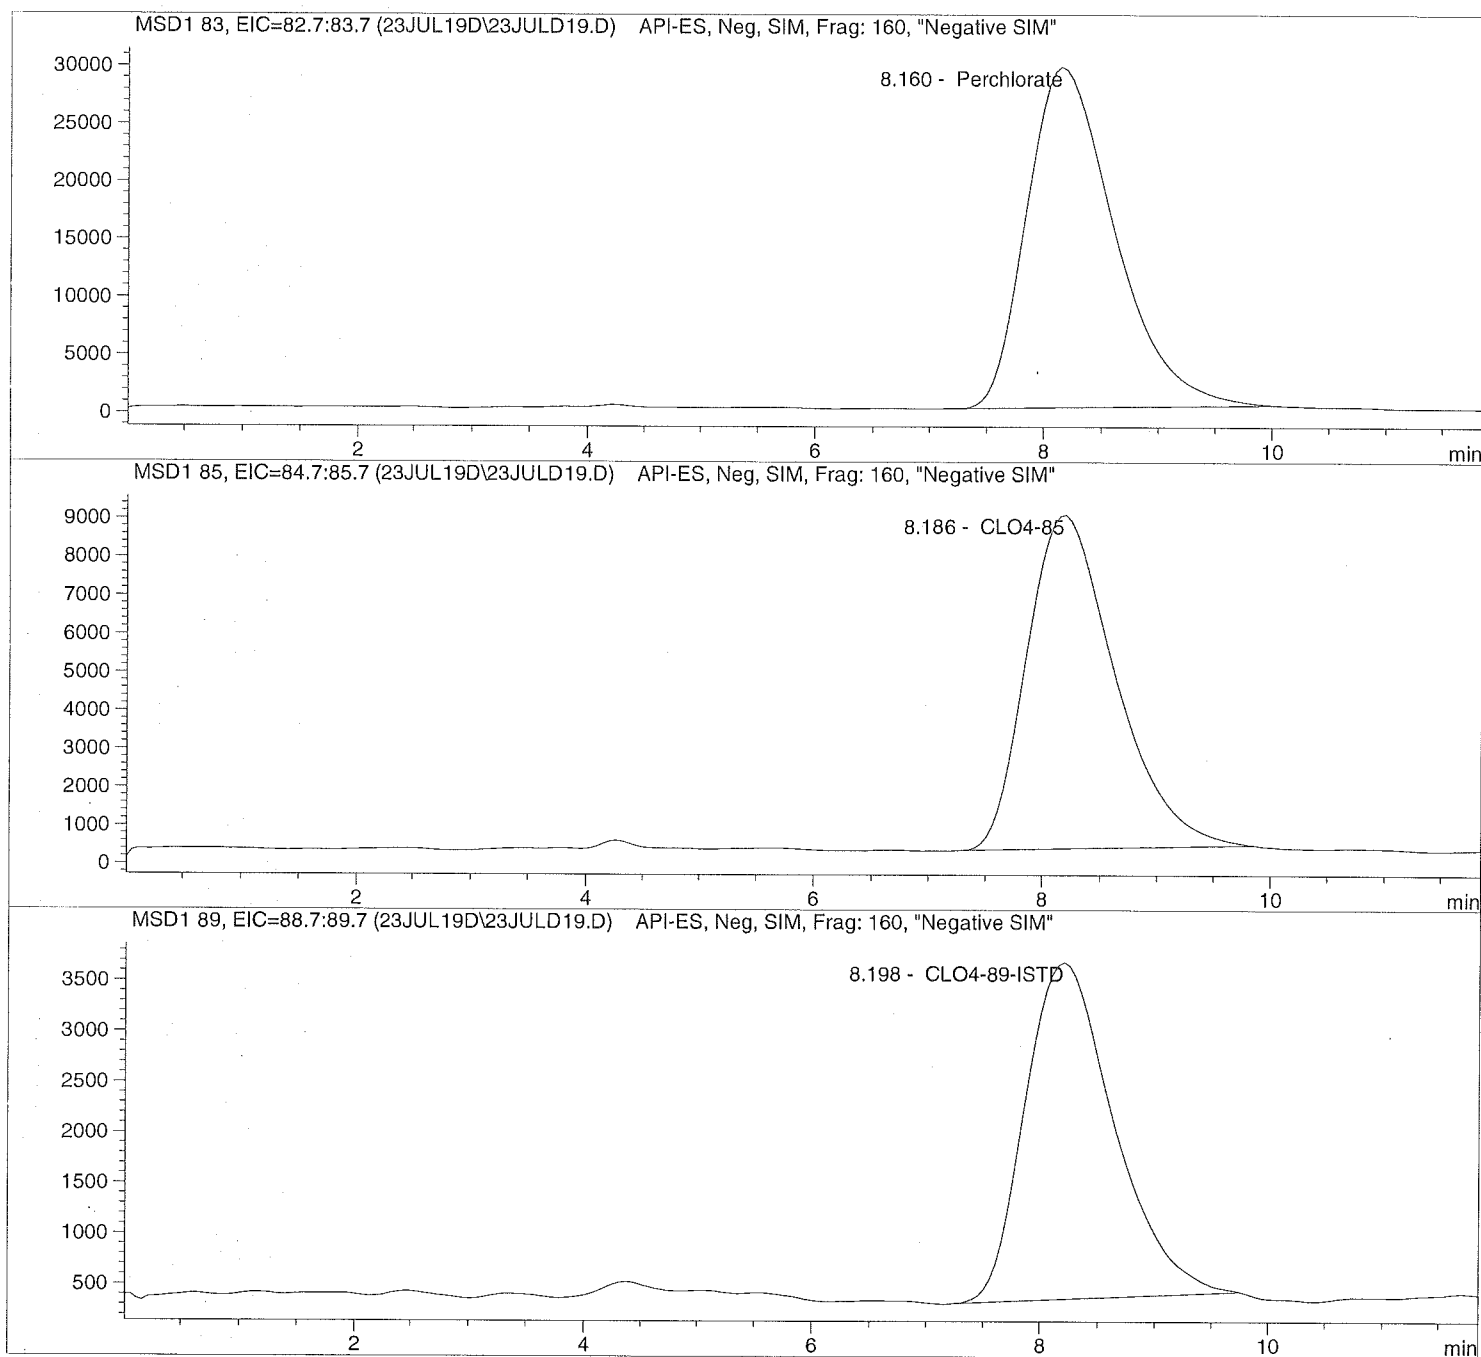 MSD1 83, EIC=82.7:83.7 (23JUL19D\23JULD19.D) API-ES, Neg, SIM, Frag: 160, "Negative SIM"
30000
8.160 - Perchlorate
25000
20000
15000
10000
5000
0
2 4 6 8 10 min
MSD1 85, EIC=84.7:85.7 (23JUL19D\23JULD19.D) API-ES, Neg, SIM, Frag: 160, "Negative SIM"
9000
8.186 - CLO4-85
8000
7000
6000
5000
4000
3000
2000
1000
0
2 4 6 8 10 min
MSD1 89, EIC=88.7:89.7 (23JUL19D\23JULD19.D) API-ES, Neg, SIM, Frag: 160, "Negative SIM"
3500
8.198 - CLO4-89-ISTD
3000
2500
2000
1500
1000
500
2 4 6 8 10 min